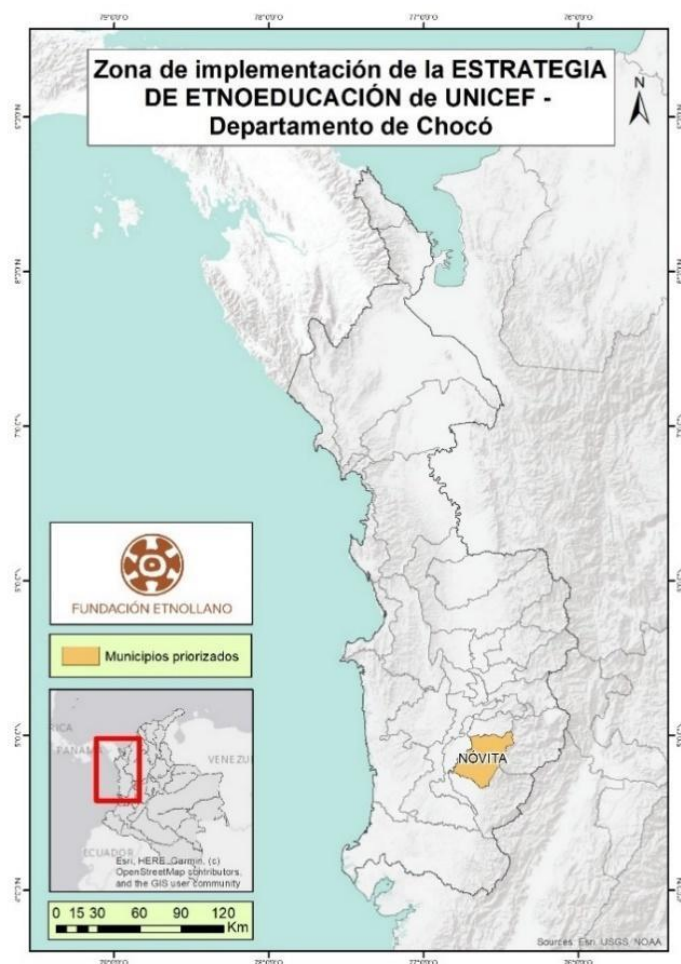 Zona de implementación de la ESTRATEGIA
DE ETNOEDUCACIÓN de UNICEF -
Departamento de Chocó
N
FUNDACIÓN ETNOLLANO
Municipios priorizados
NÓVITA
RICA
PANAMÁ
VENEZUE
ECUADOR
Esri, HERE, Garmin, (c)
OpenStreetMap contributors,
and the GIS user community
0 15 30 60 90 120
Km
Sources: Esri, USGS, NOAA